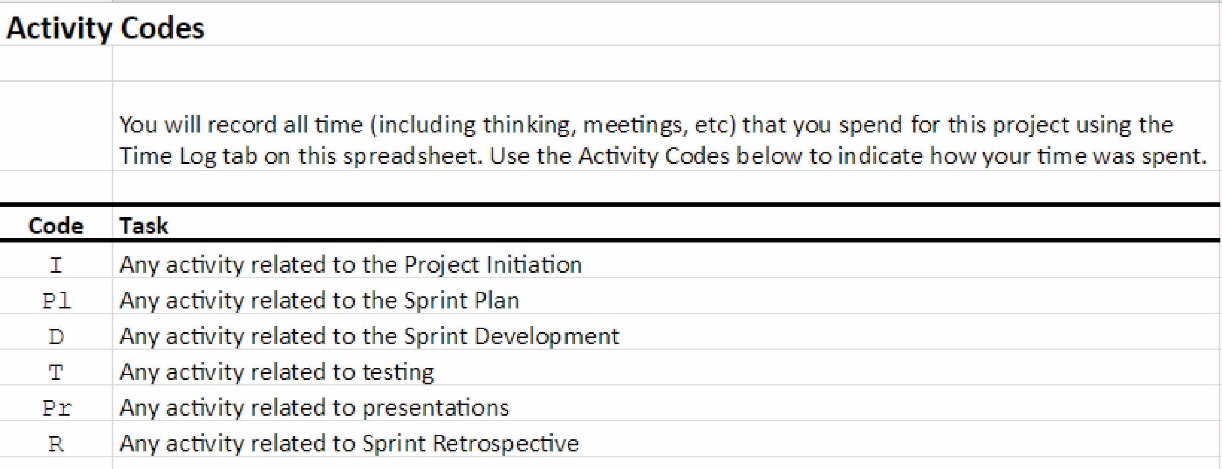 Activity Codes
You will record all time (including thinking, meetings, etc) that you spend for this project using the
Time Log tab on this spreadsheet. Use the Activity Codes below to indicate how your time was spent.
Code Task
I Any activity related to the Project Initiation
Pl Any activity related to the Sprint Plan
D Any activity related to the Sprint Development
T Any activity related to testing
Pr Any activity related to presentations
R Any activity related to Sprint Retrospective